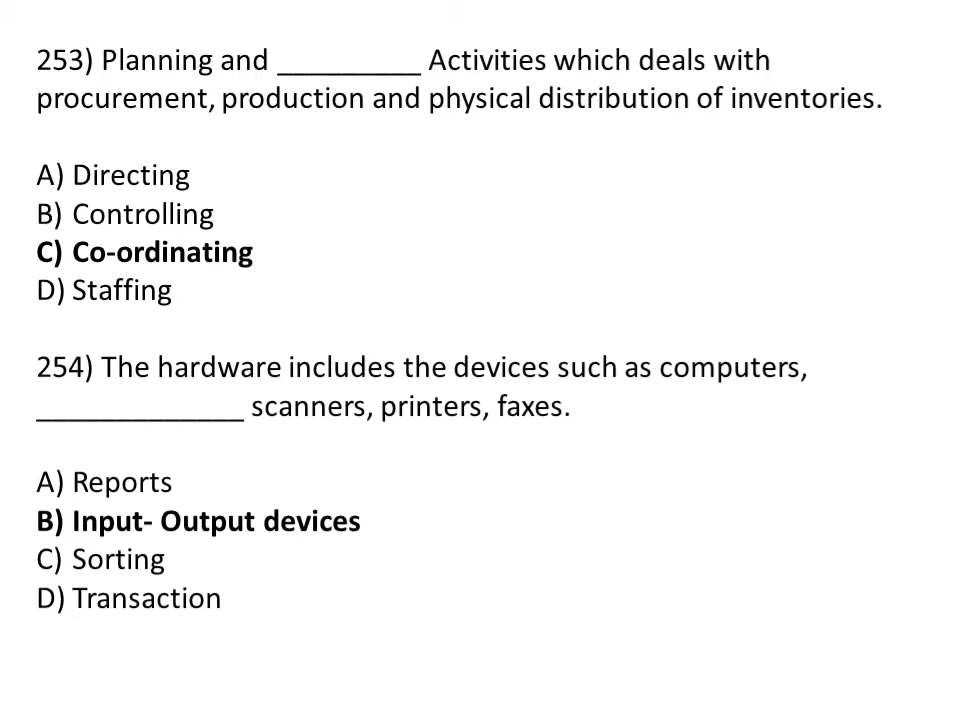 253) Planning and _________ Activities which deals with
procurement, production and physical distribution of inventories.
A) Directing
B) Controlling
C) Co-ordinating
D) Staffing
254) The hardware includes the devices such as computers,
_____________ scanners, printers, faxes.
A) Reports
B) Input- Output devices
C) Sorting
D) Transaction